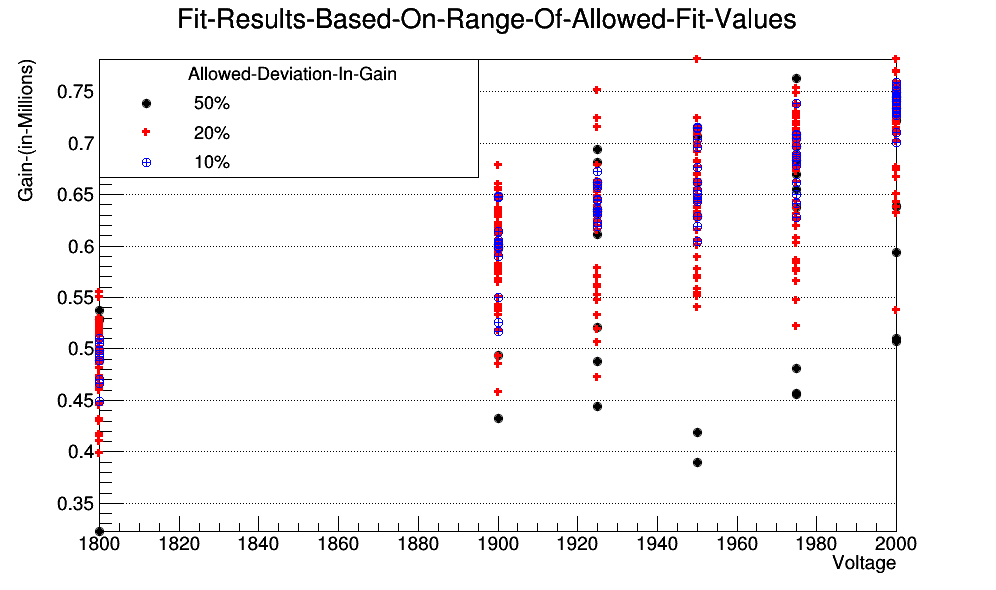 Fit-Results-Based-On-Range-Of-Allowed-Fit-Values
Gain-(in-Millions)
Allowed-Deviation-In-Gain
50%
20%
10%
0.75
0.7
0.65
0.6
0.55
0.5
0.45
0.4
0.35
1800 1820 1840 1860 1880 1900 1920 1940 1960 1980 2000
Voltage